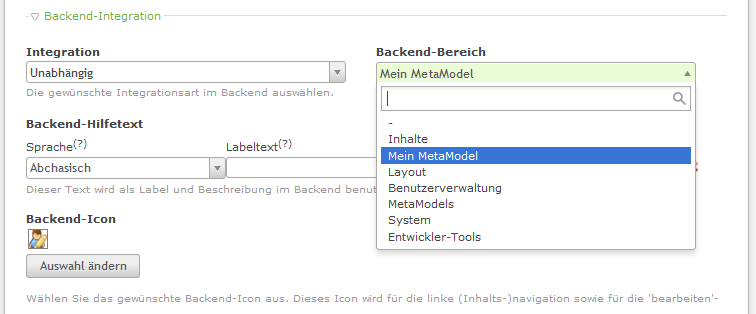 Backend-Integration
Integration
Unabhängig
Die gewünschte Integrationsart im Backend auswählen.
Backend-Bereich
Mein MetaModel
-
Inhalte
Mein MetaModel
Layout
Benutzerverwaltung
MetaModels
System
Entwickler-Tools
Backend-Hilfetext
Sprache(?) Labeltext(?)
Abchasisch
Dieser Text wird als Label und Beschreibung im Backend
Backend-Icon
Auswahl ändern
Wählen Sie das gewünschte Backend-Icon aus. Dieses Icon wird für die linke (Inhalts-)navigation sowie für die 'bearbeiten'-